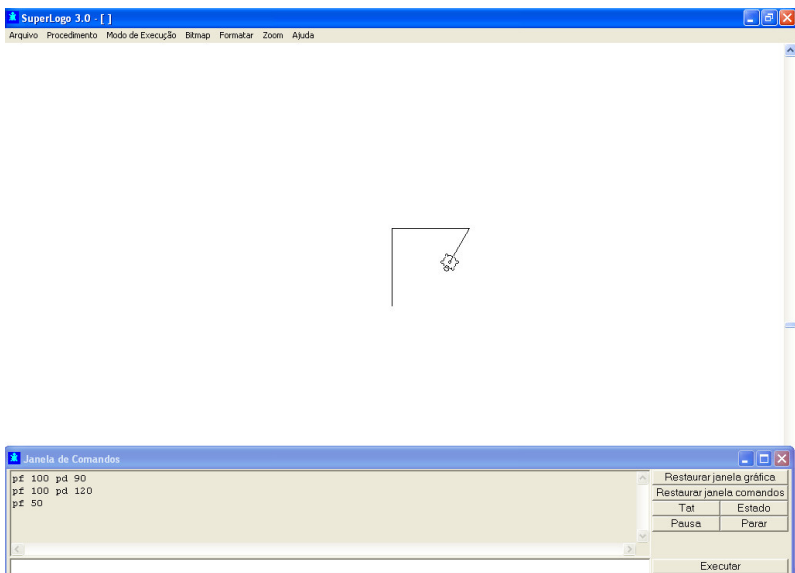 SuperLogo 3.0 - [ ]
Arquivo Procedimento Modo de Execução Bitmap Formatar Zoom Ajuda
Janela de Comandos
pf 100 pd 90
pf 100 pd 120
pf 50
Restaurar janela gráfica
Restaurar janela comandos
Tat Estado
Pausa Parar
Executar